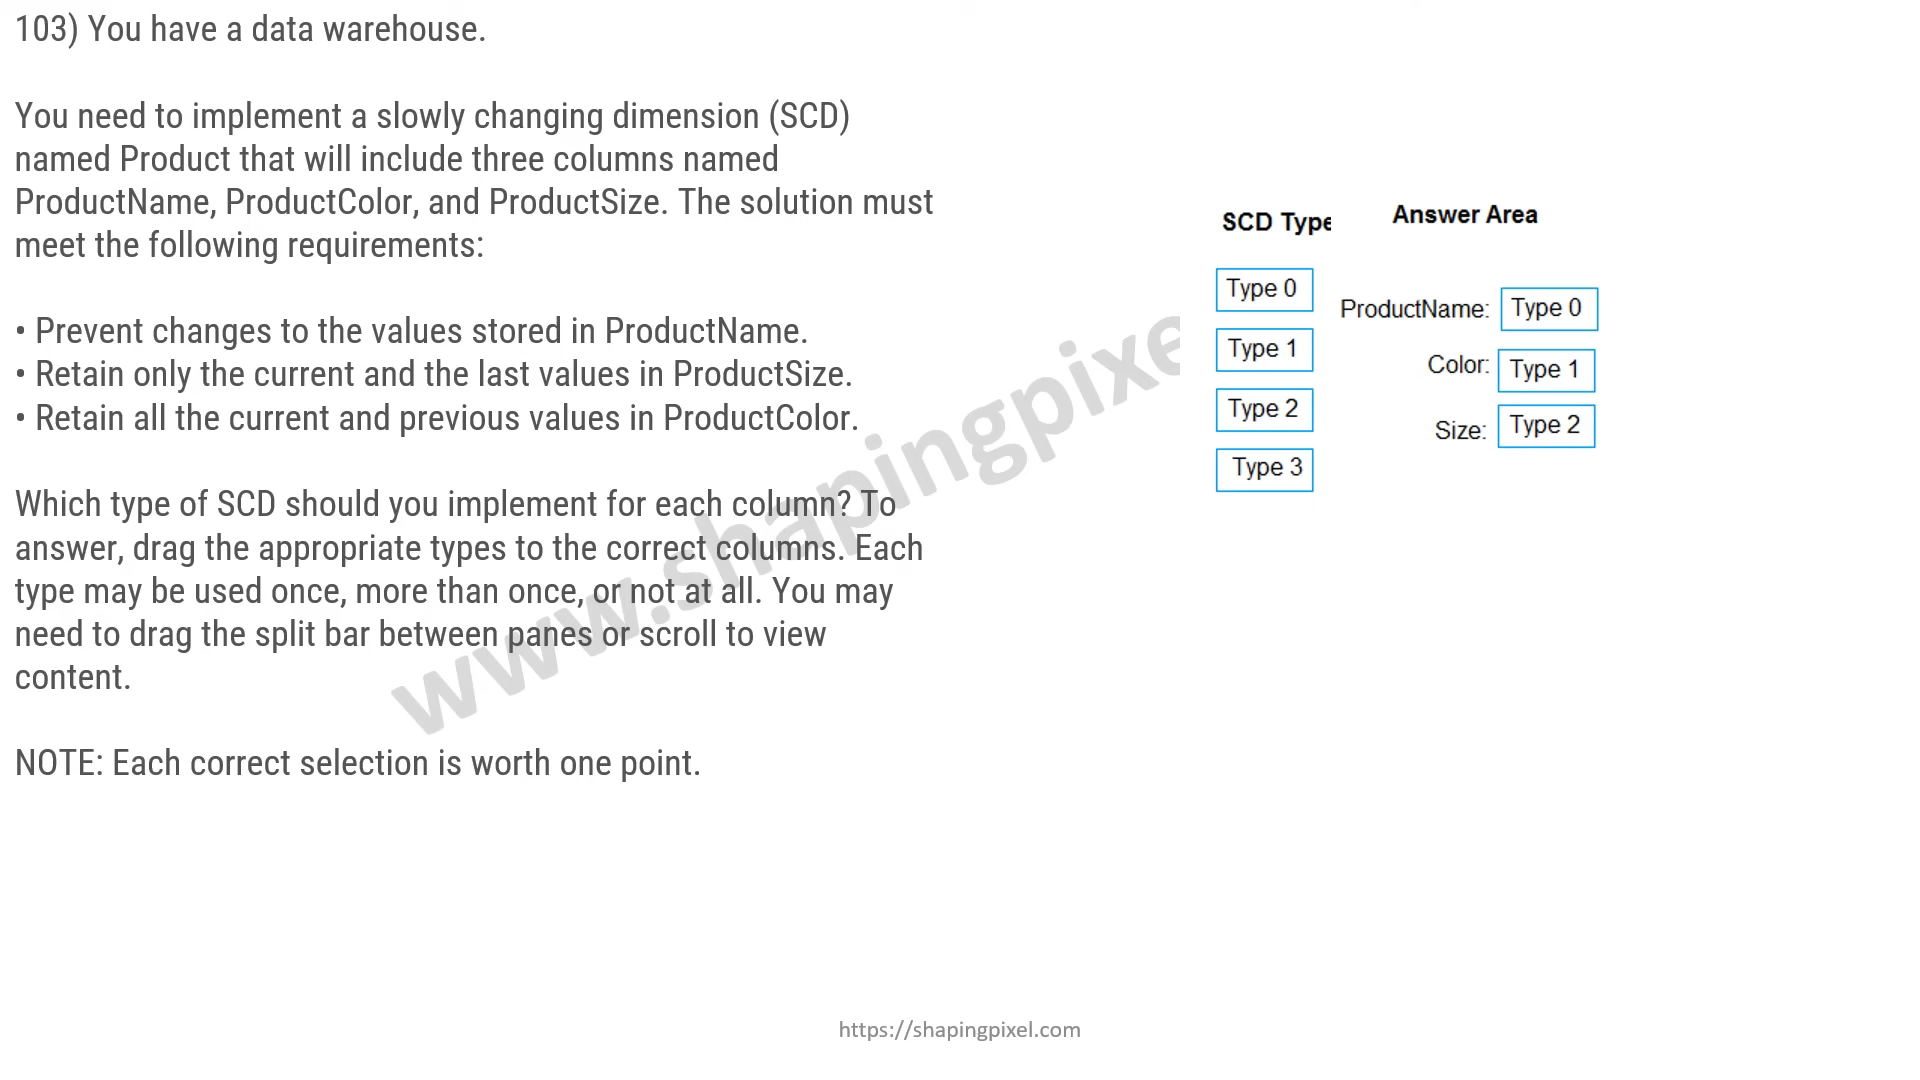 103) You have a data warehouse.
You need to implement a slowly changing dimension (SCD)
named Product that will include three columns named
ProductName, ProductColor, and ProductSize. The solution must
meet the following requirements:
• Prevent changes to the values stored in ProductName.
• Retain only the current and the last values in ProductSize.
• Retain all the current and previous values in ProductColor.
Which type of SCD should you implement for each column? To
answer, drag the appropriate types to the correct columns. Each
type may be used once, more than once, or not at all. You may
need to drag the split bar between panes or scroll to view
content.
NOTE: Each correct selection is worth one point.
www.shapingpixe
SCD Type
Type 0
Type 1
Type 2
Type 3
Answer Area
ProductName: Type 0
Color: Type 1
Size: Type 2
https://shapingpixel.com